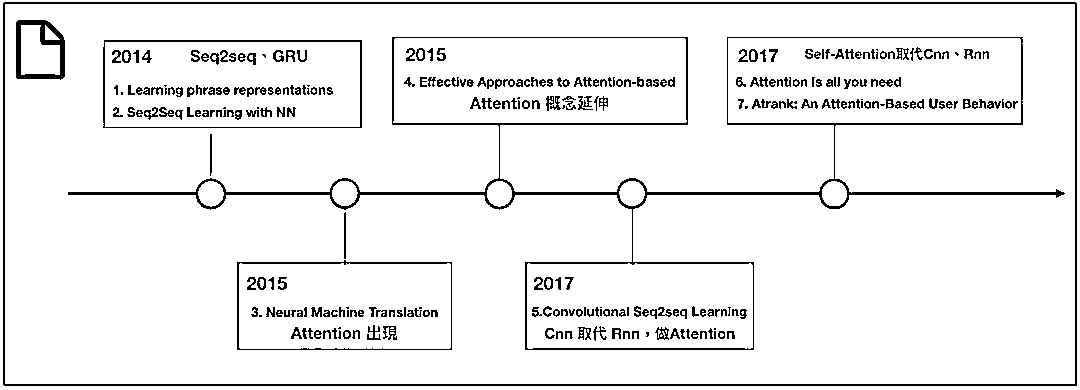 2014 Seq2seq、GRU
1. Learning phrase representations
2. Seq2Seq Learning with NN
2015
4. Effective Approaches to Attention-based
Attention 概念延伸
2017 Self-Attention取代Cnn、Rnn
6. Attention Is all you need
7. Atrank: An Attention-Based User Behavior
2015
3. Neural Machine Translation
Attention 出現
2017
5.Convolutional Seq2seq Learning
Cnn 取代 Rnn，做Attention